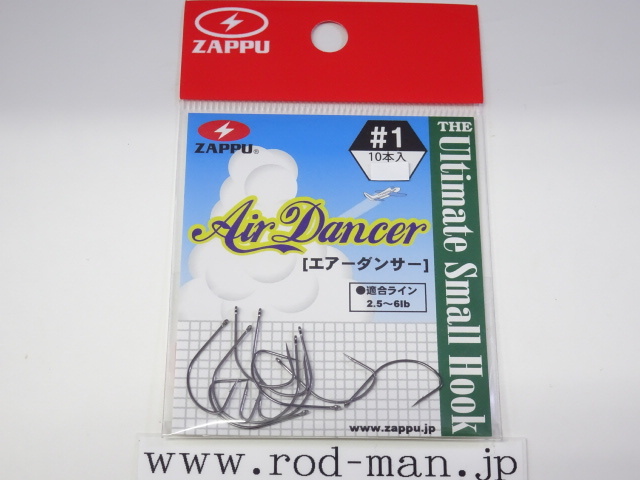 ZAPPU
ZAPPU®
#1
10本入
Air Dancer
[エアーダンサー]
●適合ライン
2.5～6lb
THE Ultimate Small Hook
www.zappu.jp
www.rod-man.jp